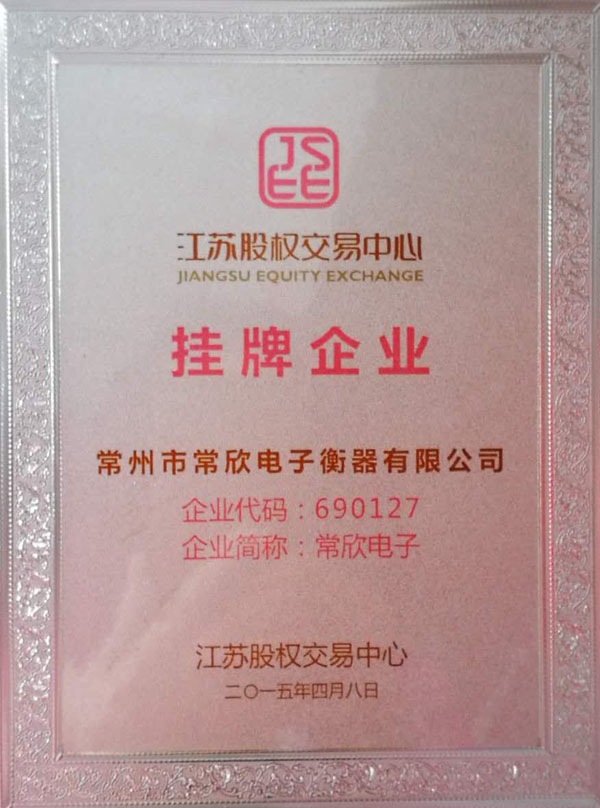 JS
EE
江苏股权交易中心
JIANGSU EQUITY EXCHANGE
挂牌企业
常州市常欣电子衡器有限公司
企业代码：690127
企业简称：常欣电子
江苏股权交易中心
二〇一五年四月八日